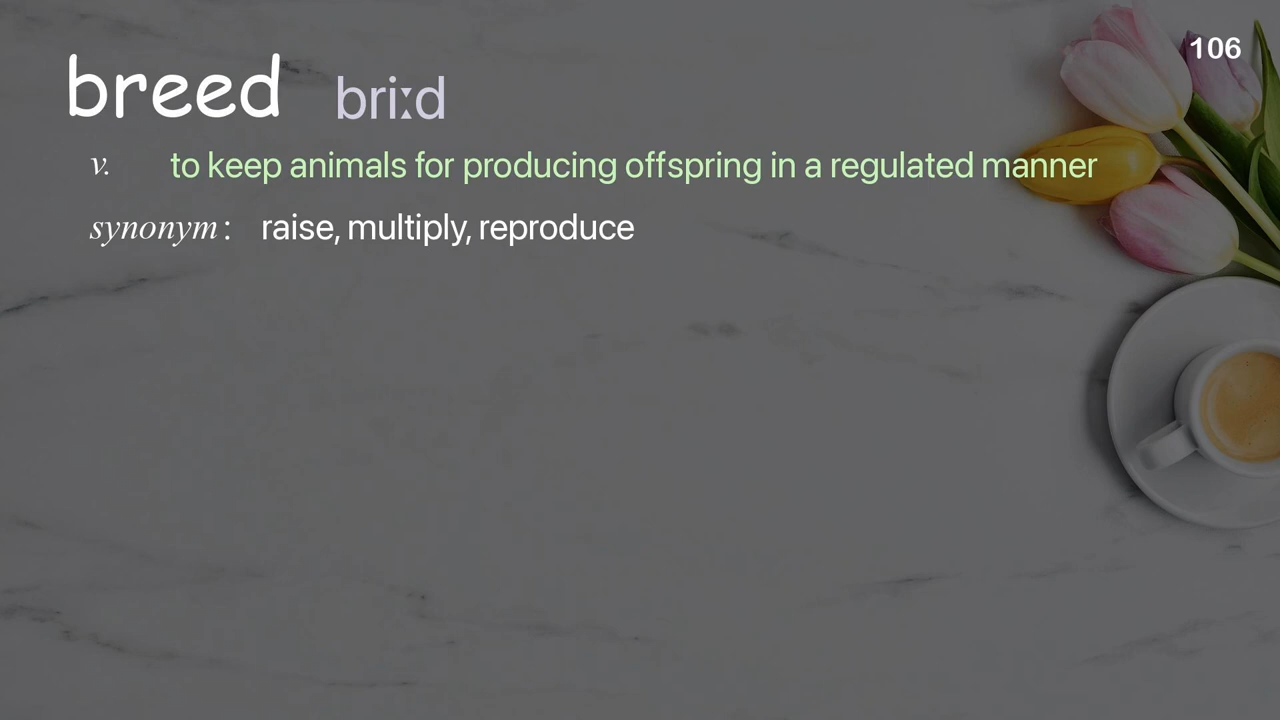 106
breed briːd
v. to keep animals for producing offspring in a regulated manner
synonym: raise, multiply, reproduce